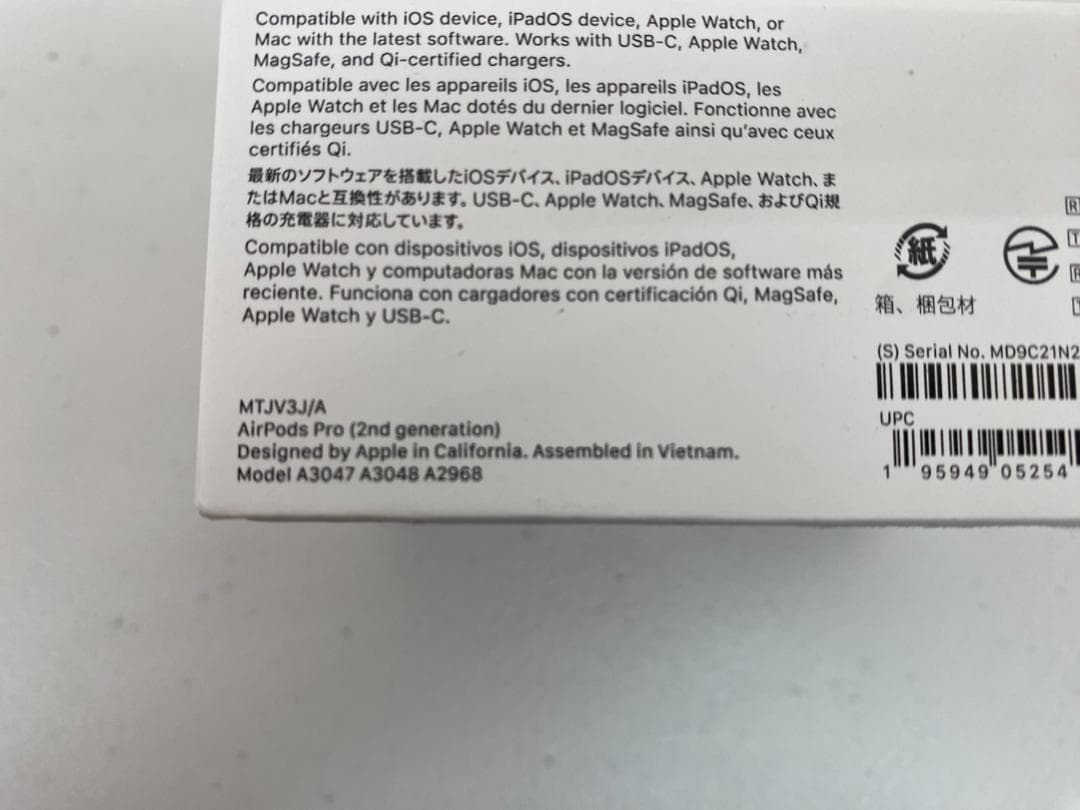 Compatible with iOS device, iPadOS device, Apple Watch, or
Mac with the latest software. Works with USB-C, Apple Watch,
MagSafe, and Qi-certified chargers.
Compatible avec les appareils iOS, les appareils iPadOS, les
Apple Watch et les Mac dotés du dernier logiciel. Fonctionne avec
les chargeurs USB-C, Apple Watch et MagSafe ainsi qu'avec ceux
certifiés Qi.
最新のソフトウェアを搭載したiOSデバイス、iPadOSデバイス、Apple Watch、ま
たはMacと互換性があります。USB-C、Apple Watch、MagSafe、およびQi規
格の充電器に対応しています。
Compatible con dispositivos iOS, dispositivos iPadOS,
Apple Watch y computadoras Mac con la versión de software más
reciente. Funciona con cargadores con certificación Qi, MagSafe,
Apple Watch y USB-C.
紙
箱、梱包材
R
T
R
T
(S) Serial No. MD9C21N2
UPC
1 95949 05254
MTJV3J/A
AirPods Pro (2nd generation)
Designed by Apple in California. Assembled in Vietnam.
Model A3047 A3048 A2968